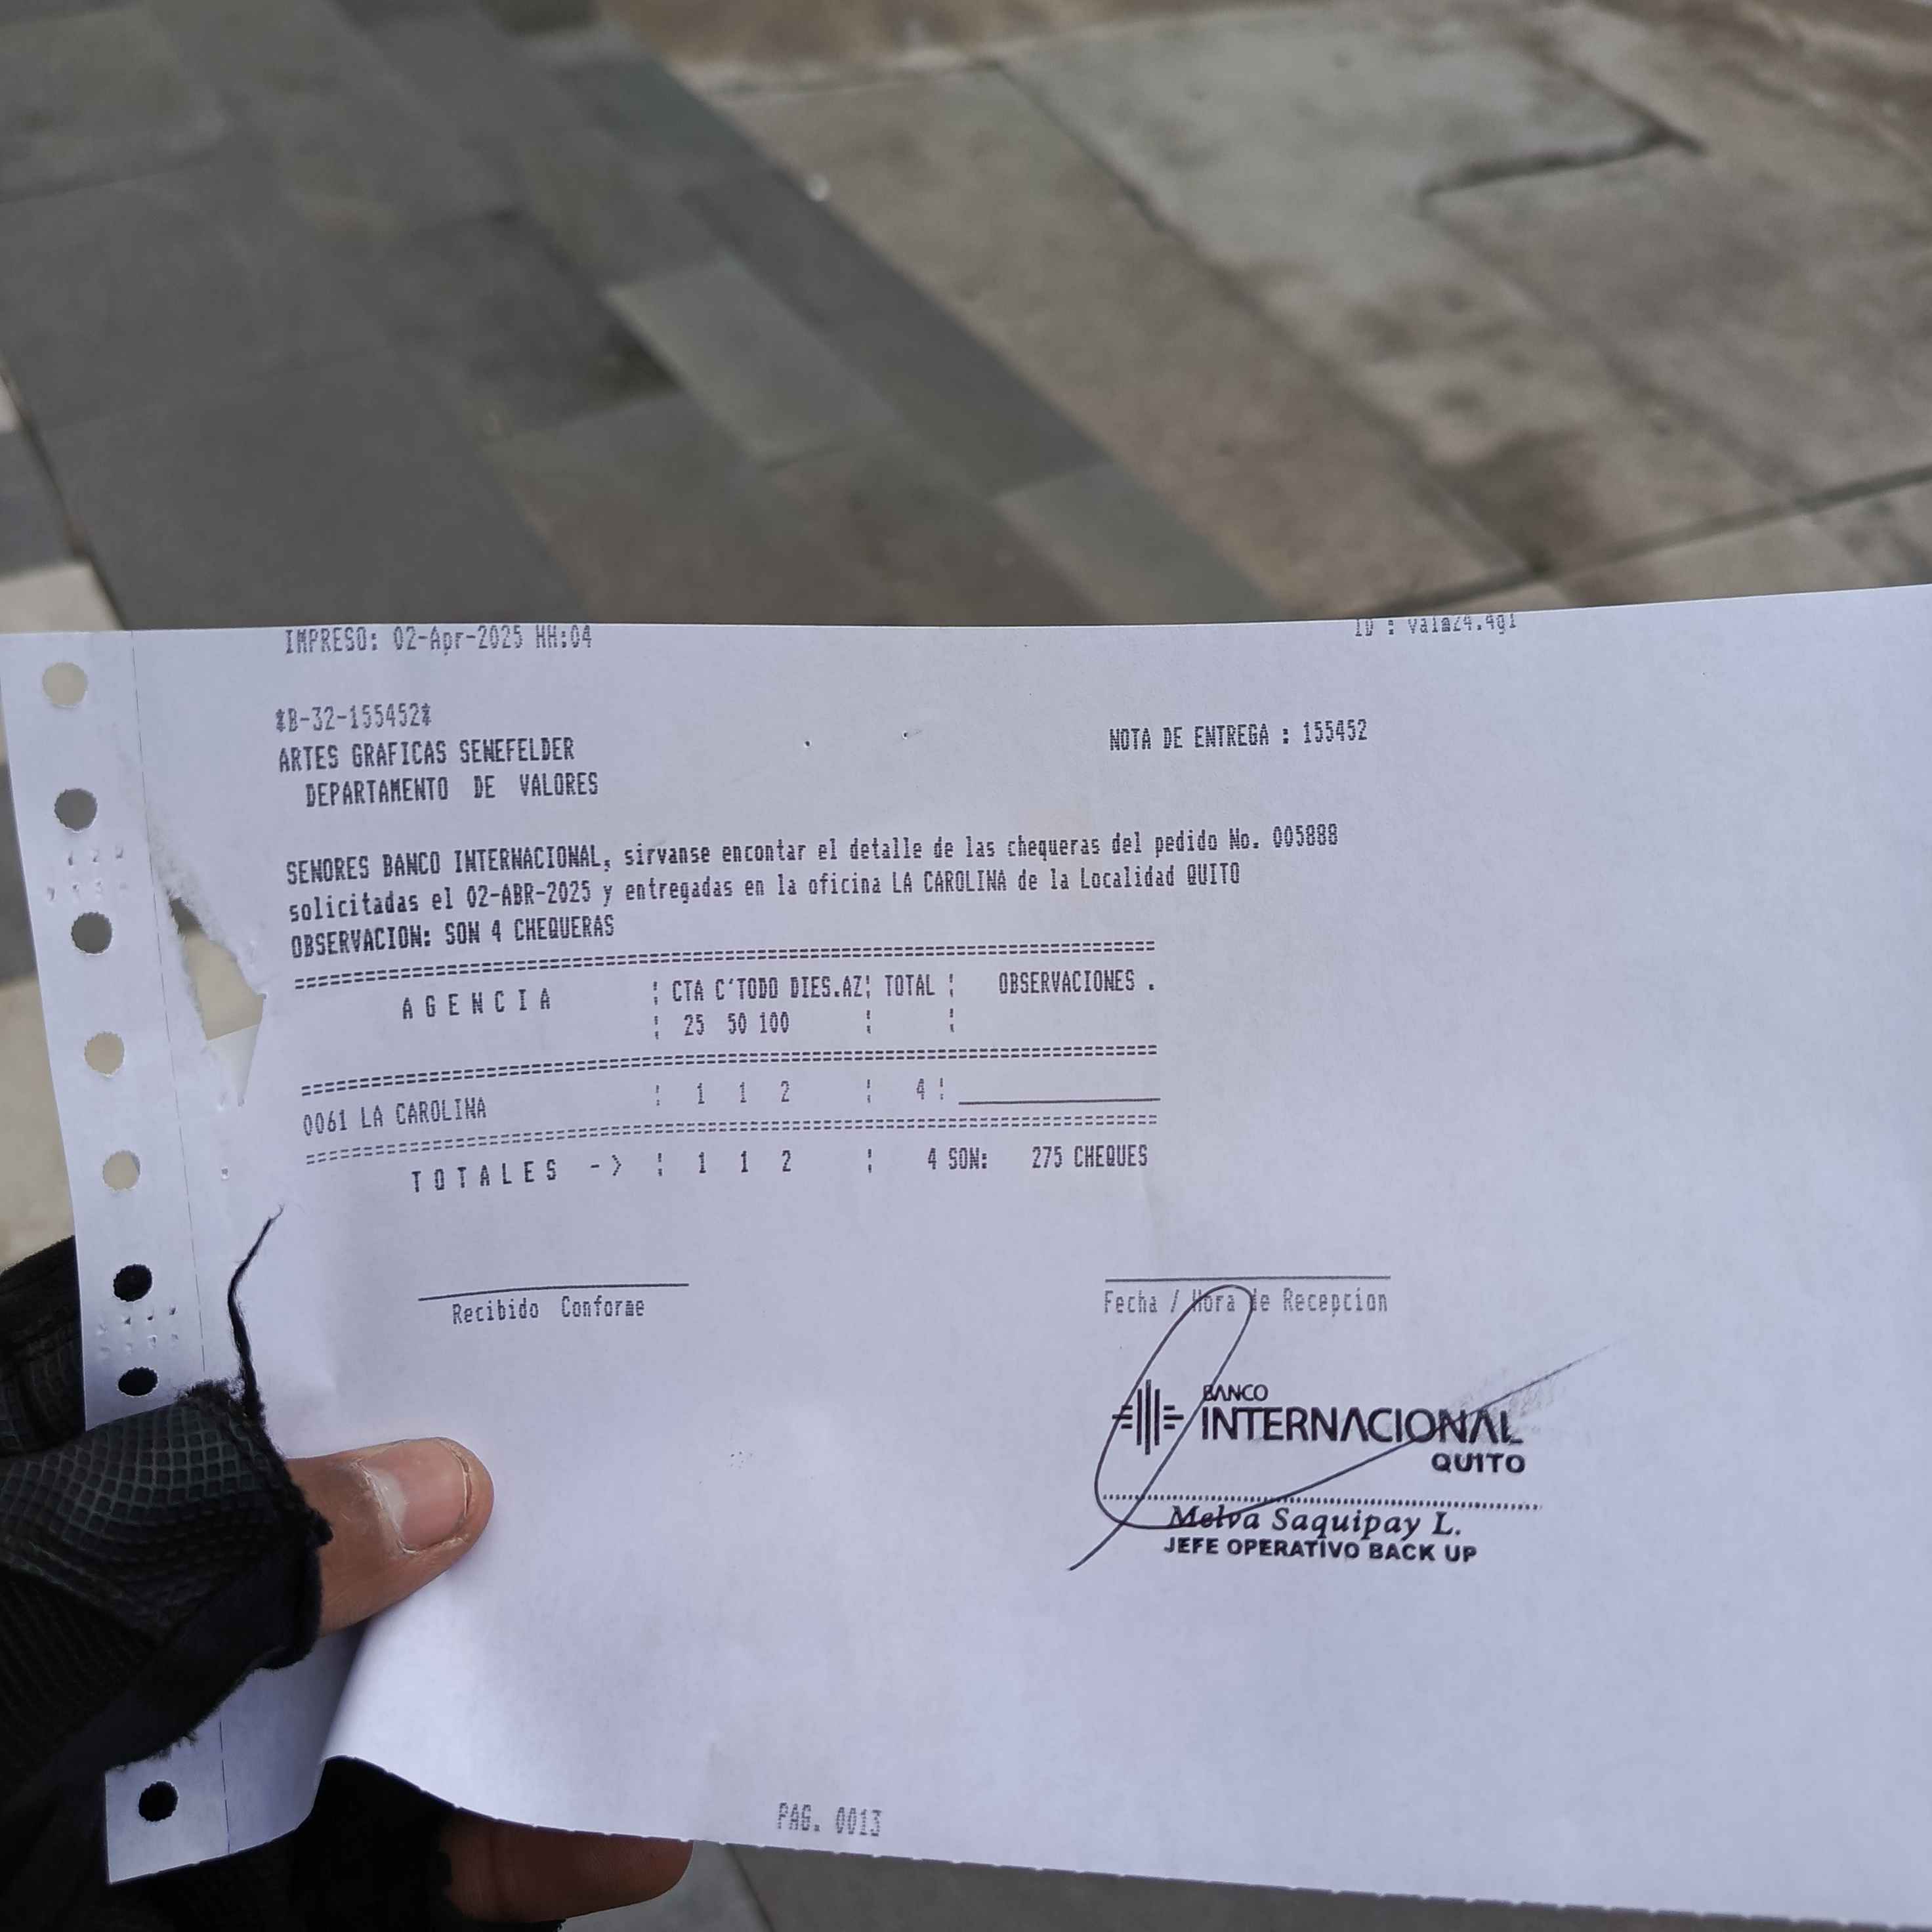 IMPRESO: 02-Apr-2025 HH:04
ID : valm24.4gl
*B-32-155452*
ARTES GRAFICAS SENEFELDER
NOTA DE ENTREGA : 155452
DEPARTAMENTO DE VALORES
SENORES BANCO INTERNACIONAL, sirvanse encontar el detalle de las chequeras del pedido No. 005888
solicitadas el 02-ABR-2025 y entregadas en la oficina LA CAROLINA de la Localidad QUITO
OBSERVACION: SON 4 CHEQUERAS
A G E N C I A ¦ CTA C'TODO DIES.AZ¦ TOTAL ¦ OBSERVACIONES .
¦ 25 50 100 ¦ ¦
0061 LA CAROLINA ¦ 1 1 2 ¦ 4 ¦
T O T A L E S -> ¦ 1 1 2 ¦ 4 SON: 275 CHEQUES
Recibido Conforme
Fecha / Hora de Recepcion
BANCO
INTERNACIONAL
QUITO
Melva Saquipay L.
JEFE OPERATIVO BACK UP
PAG. 0013